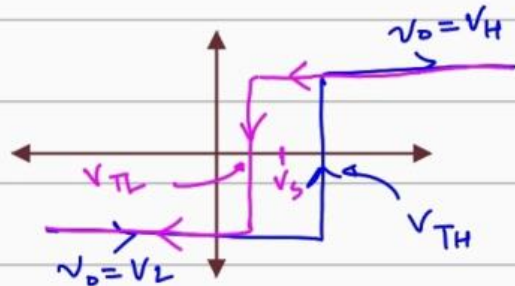 v₀ = V_H
V_TL
V_S
V_TH
v₀ = V_L